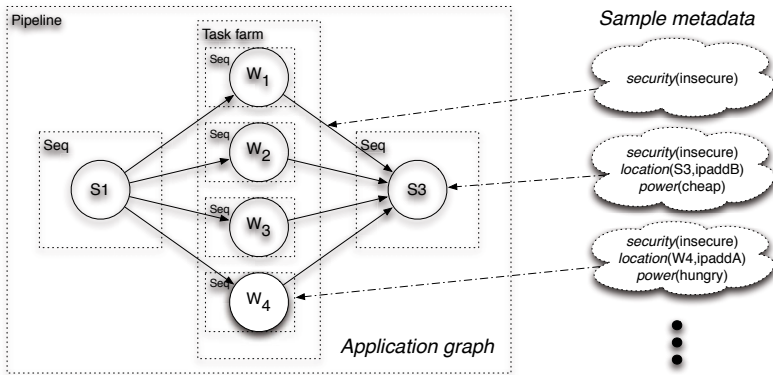 Pipeline
Task farm
Sample metadata
Seq
W1
security(insecure)
Seq
Seq
W2
Seq
security(insecure)
location(S3,ipaddB)
power(cheap)
S1
S3
Seq
W3
security(insecure)
location(W4,ipaddA)
power(hungry)
Seq
W4
Application graph